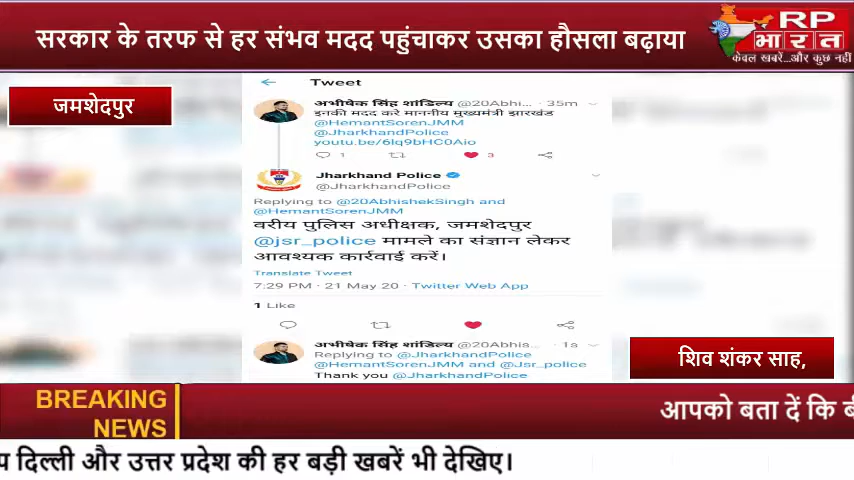 सरकार के तरफ से हर संभव मदद पहुंचाकर उसका हौसला बढ़ाया
RP
भारत
केवल खबरें...और कुछ नहीं
जमशेदपुर
Tweet
अभीषेक सिंह शांडिल्य @20Abhi... · 35m
इनकी मदद करे माननीय मुख्यमंत्री झारखंड
@HemantSorenJMM
@JharkhandPolice
youtu.be/6Iq9bHC0Aio
1 3
Jharkhand Police
@JharkhandPolice
Replying to @20AbhishekSingh and
@HemantSorenJMM
वरीय पुलिस अधीक्षक, जमशेदपुर
@jsr_police मामले का संज्ञान लेकर
आवश्यक कार्रवाई करें।
Translate Tweet
7:29 PM · 21 May 20 · Twitter Web App
1 Like
अभीषेक सिंह शांडिल्य @20Abhis... · 1s
Replying to @JharkhandPolice
@HemantSorenJMM and @Jsr_police
Thank you @JharkhandPolice
शिव शंकर साह,
BREAKING
NEWS
आपको बता दें कि
दिल्ली और उत्तर प्रदेश की हर बड़ी खबरें भी देखिए।